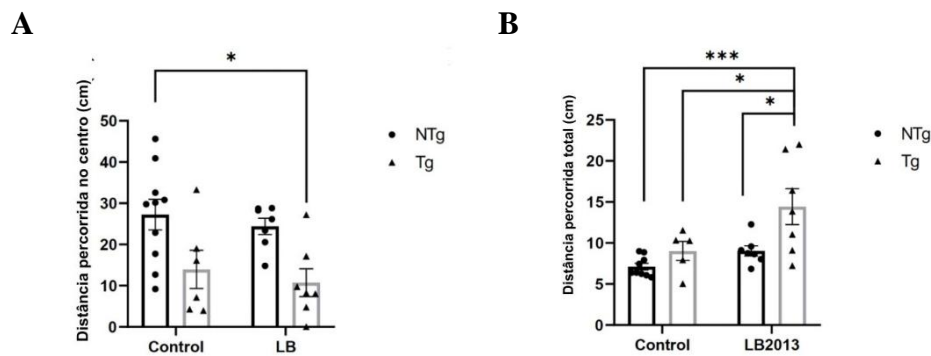 A
*
Distância percorrida no centro (cm)
50
40
30
20
10
0
Control
LB
NTg
Tg
B
***
*
*
Distância percorrida total (cm)
25
20
15
10
5
0
Control
LB2013
NTg
Tg